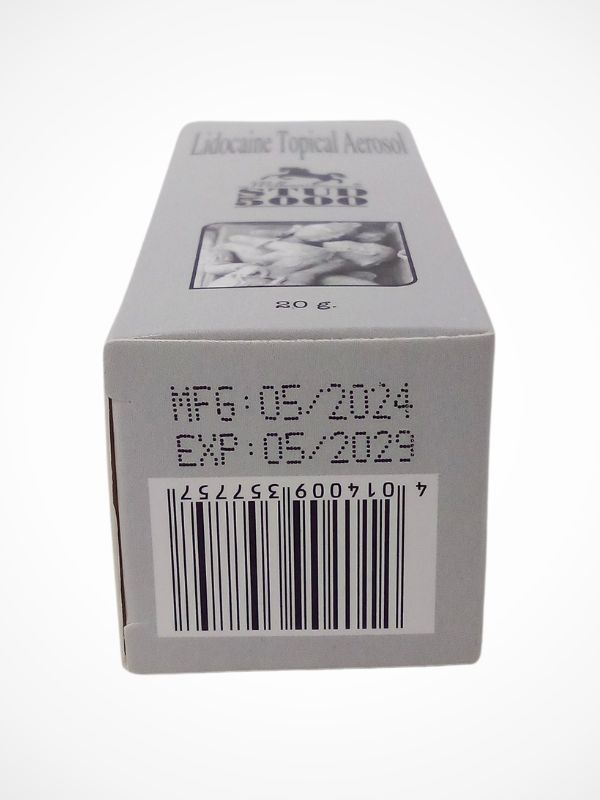 Lidocaine Topical Aerosol
STUD
5000
20 g.
MFG:05/2024
EXP:05/2029
4 014009 357757